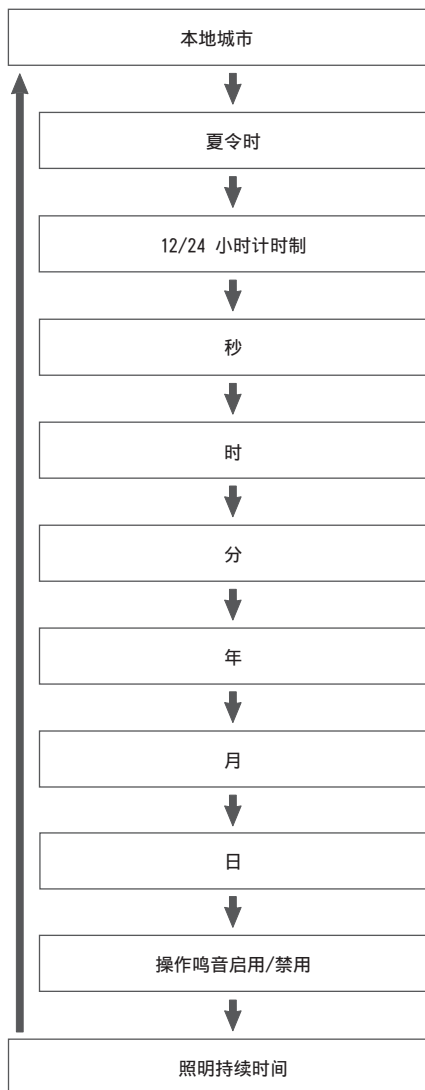 本地城市
夏令时
12/24 小时计时制
秒
时
分
年
月
日
操作鸣音启用/禁用
照明持续时间